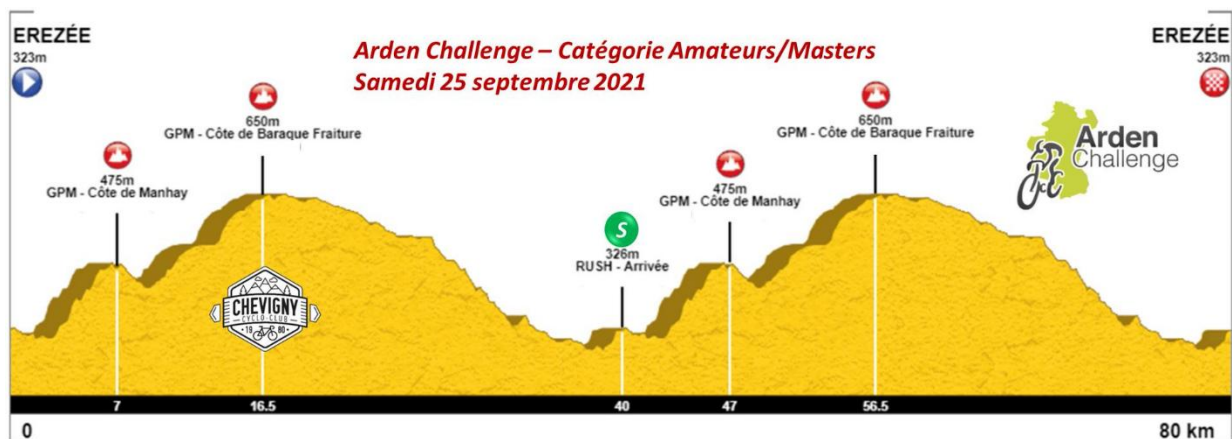 EREZÉE
323m
Arden Challenge – Catégorie Amateurs/Masters
Samedi 25 septembre 2021
EREZÉE
323m
475m
GPM - Côte de Manhay
650m
GPM - Côte de Baraque Fraiture
S
326m
RUSH - Arrivée
475m
GPM - Côte de Manhay
650m
GPM - Côte de Baraque Fraiture
Arden
Challenge
CHEVIGNY
CYCLO-CLUB
19 80
7
16.5
40
47
56.5
0
80 km